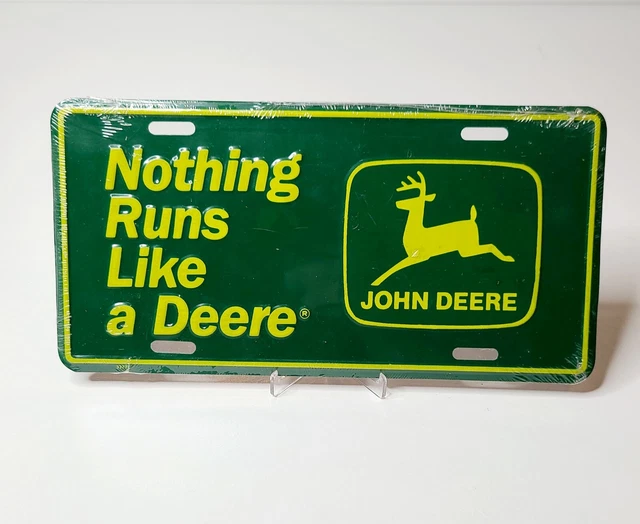 Nothing
Runs
Like
a Deere®
JOHN DEERE